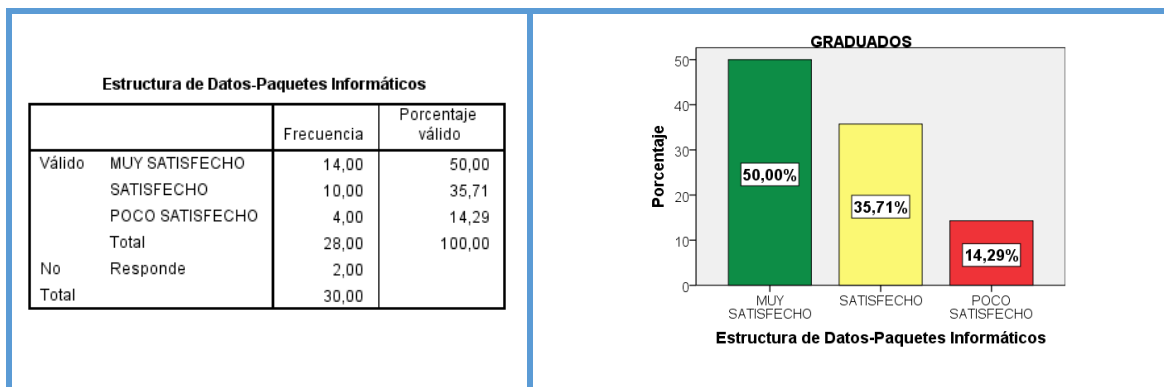 Estructura de Datos-Paquetes Informáticos
Frecuencia Porcentaje válido
Válido MUY SATISFECHO 14,00 50,00
SATISFECHO 10,00 35,71
POCO SATISFECHO 4,00 14,29
Total 28,00 100,00
No Responde 2,00
Total 30,00
GRADUADOS
Porcentaje
50
40
30
20
10
0
50,00%
35,71%
14,29%
MUY SATISFECHO
SATISFECHO
POCO SATISFECHO
Estructura de Datos-Paquetes Informáticos